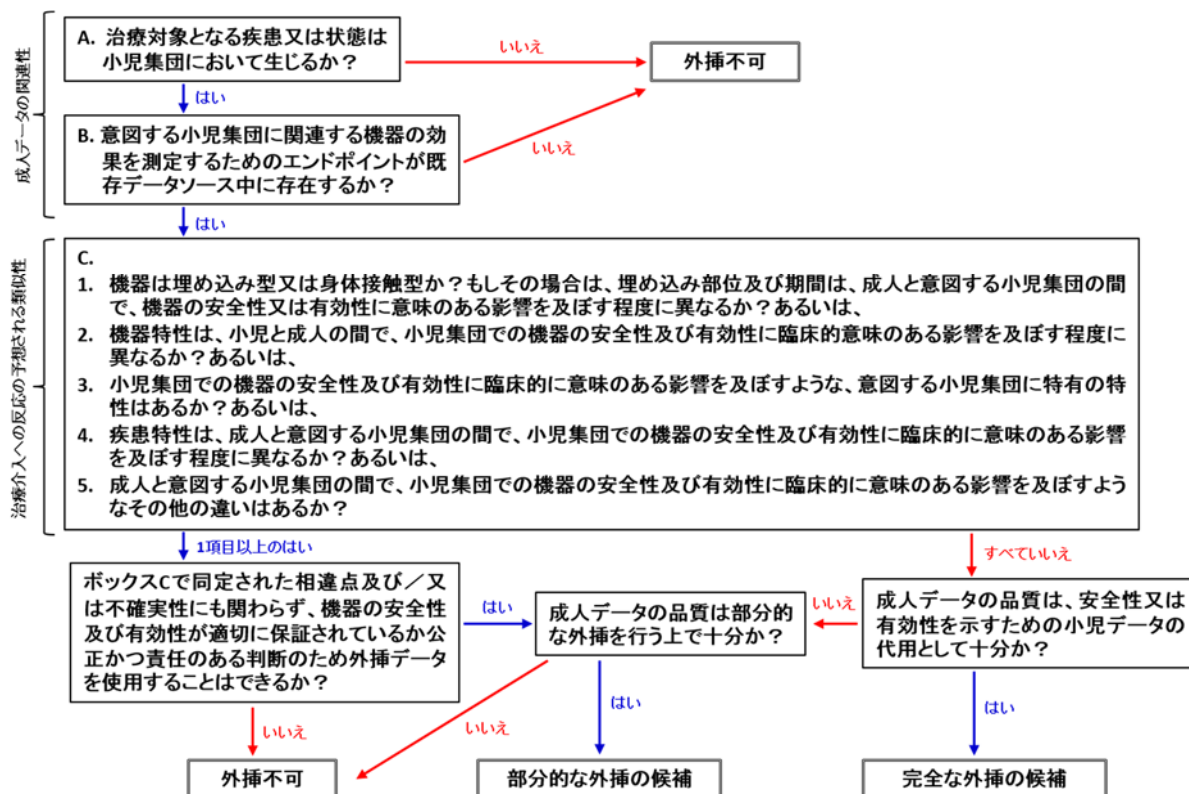 成人データの関連性
A. 治療対象となる疾患又は状態は
小児集団において生じるか？
いいえ
外挿不可
はい
B. 意図する小児集団に関連する機器の効
果を測定するためのエンドポイントが既
存データソース中に存在するか？
いいえ
はい
治療介入への反応の予想される類似性
C.
1. 機器は埋め込み型又は身体接触型か？もしその場合は、埋め込み部位及び期間は、成人と意図する小児集団の間
で、機器の安全性又は有効性に意味のある影響を及ぼす程度に異なるか？あるいは、
2. 機器特性は、小児と成人の間で、小児集団での機器の安全性及び有効性に臨床的意味のある影響を及ぼす程度に
異なるか？あるいは、
3. 小児集団での機器の安全性及び有効性に臨床的に意味のある影響を及ぼすような、意図する小児集団に特有の特
性はあるか？あるいは、
4. 疾患特性は、成人と意図する小児集団の間で、小児集団での機器の安全性及び有効性に臨床的に意味のある影響
を及ぼす程度に異なるか？あるいは、
5. 成人と意図する小児集団の間で、小児集団での機器の安全性及び有効性に臨床的に意味のある影響を及ぼすよう
なその他の違いはあるか？
1項目以上のはい
すべていいえ
ボックスCで同定された相違点及び／又
は不確実性にも関わらず、機器の安全性
及び有効性が適切に保証されているか公
正かつ責任のある判断のため外挿データ
を使用することはできるか？
はい
成人データの品質は部分的
な外挿を行う上で十分か？
いいえ
成人データの品質は、安全性又は
有効性を示すための小児データの
代用として十分か？
いいえ
いいえ
はい
はい
外挿不可
部分的な外挿の候補
完全な外挿の候補